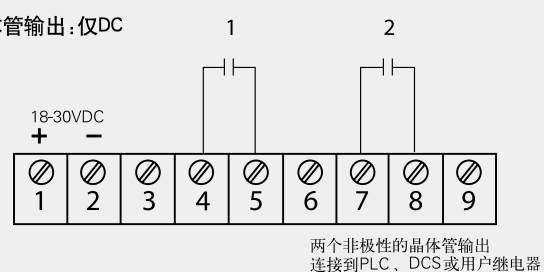 管输出：仅DC
1
2
18-30VDC
+ −
1 2 3 4 5 6 7 8 9
两个非极性的晶体管输出
连接到PLC、DCS或用户继电器